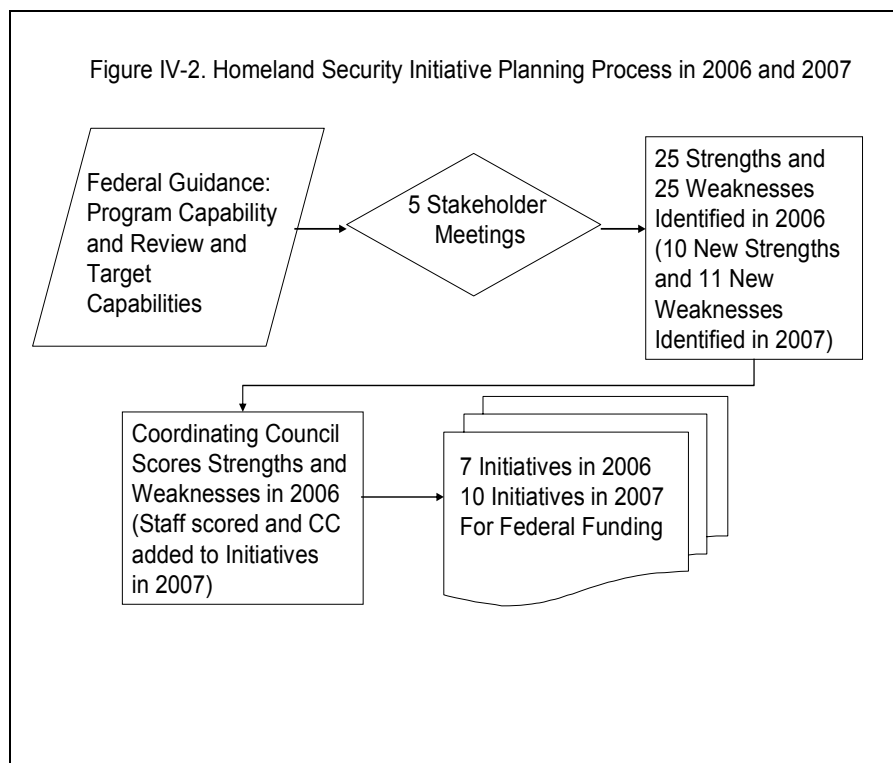 Figure IV-2. Homeland Security Initiative Planning Process in 2006 and 2007
Federal Guidance:
Program Capability
and Review and
Target
Capabilities
5 Stakeholder
Meetings
25 Strengths and
25 Weaknesses
Identified in 2006
(10 New Strengths
and 11 New
Weaknesses
Identified in 2007)
Coordinating Council
Scores Strengths and
Weaknesses in 2006
(Staff scored and CC
added to Initiatives
in 2007)
7 Initiatives in 2006
10 Initiatives in 2007
For Federal Funding